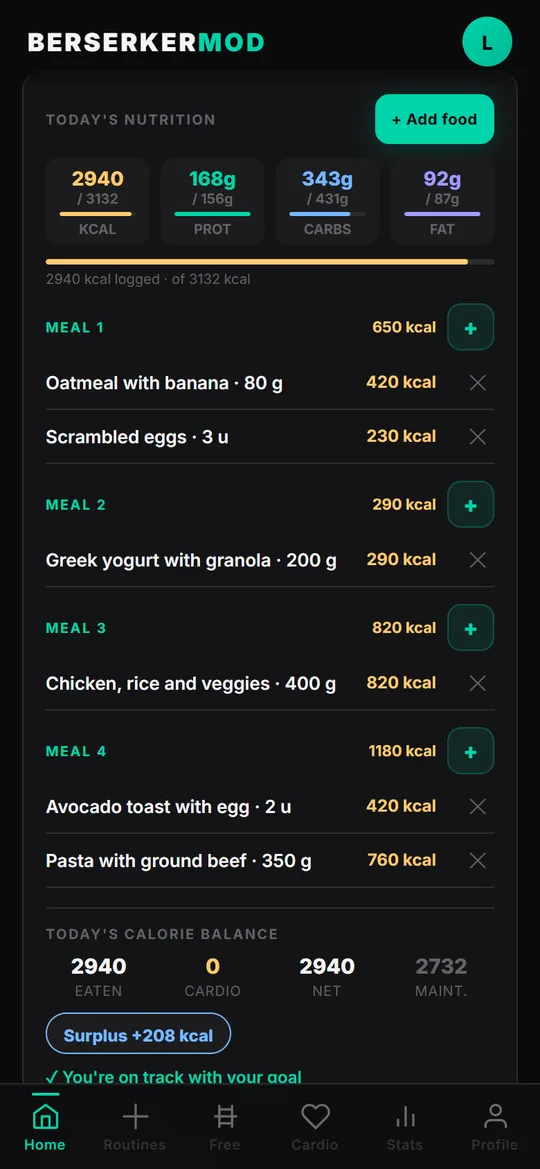 BERSERKERMOD
L
TODAY'S NUTRITION
+ Add food
2940 168g 343g 92g
/ 3132 / 156g / 431g / 87g
KCAL PROT CARBS FAT
2940 kcal logged · of 3132 kcal
MEAL 1 650 kcal +
Oatmeal with banana · 80 g 420 kcal
Scrambled eggs · 3 u 230 kcal
MEAL 2 290 kcal +
Greek yogurt with granola · 200 g 290 kcal
MEAL 3 820 kcal +
Chicken, rice and veggies · 400 g 820 kcal
MEAL 4 1180 kcal +
Avocado toast with egg · 2 u 420 kcal
Pasta with ground beef · 350 g 760 kcal
TODAY'S CALORIE BALANCE
2940 0 2940 2732
EATEN CARDIO NET MAINT.
Surplus +208 kcal
✓ You're on track with your goal
Home Routines Free Cardio Stats Profile